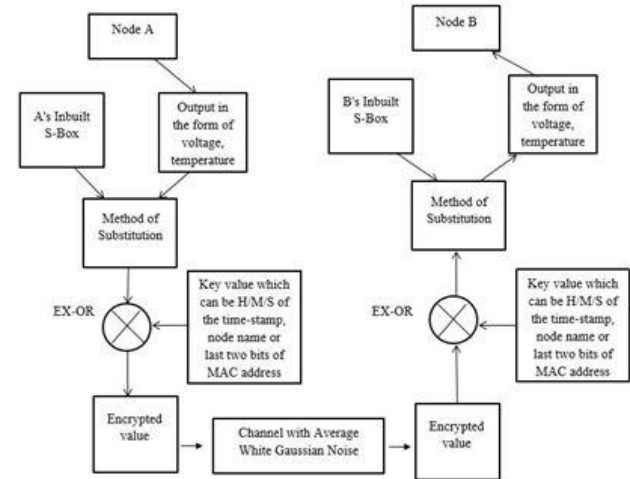 Node A
A's Inbuilt
S-Box
Output in
the form of
voltage,
temperature
Method of
Substitution
EX-OR
Key value which
can be H/M/S of
the time-stamp,
node name or
last two bits of
MAC address
Encrypted
value
Channel with Average
White Gaussian Noise
Node B
B's Inbuilt
S-Box
Output in
the form of
voltage,
temperature
Method of
Substitution
EX-OR
Key value which
can be H/M/S of
the time-stamp,
node name or
last two bits of
MAC address
Encrypted
value